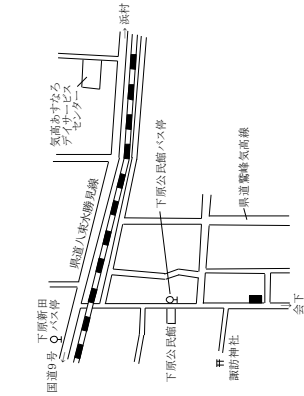 →浜村
気高あすなろ
デイサービス
センター
県道八束水勝見線
下原公民館バス停
県道鷲峰気高線
下原新田
バス停
国道9号
下原公民館
諏訪神社
会下